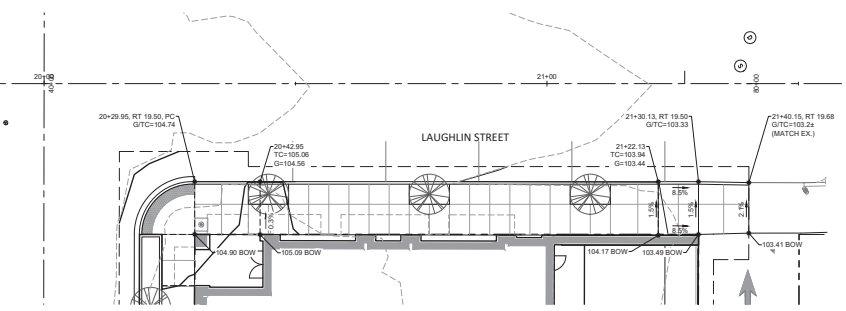 20+00
40+00
21+00
80+00
D
S
20+29.95, RT 19.50, PC
G/TC=104.74
20+42.95
TC=105.06
G=104.56
LAUGHLIN STREET
21+22.13
TC=103.94
G=103.44
21+30.13, RT 19.50
G/TC=103.33
21+40.15, RT 19.68
G/TC=103.2±
(MATCH EX.)
0.3%
1.5%
8.5%
8.5%
1.5%
2.1%
104.90 BOW
105.09 BOW
104.17 BOW
103.49 BOW
103.41 BOW